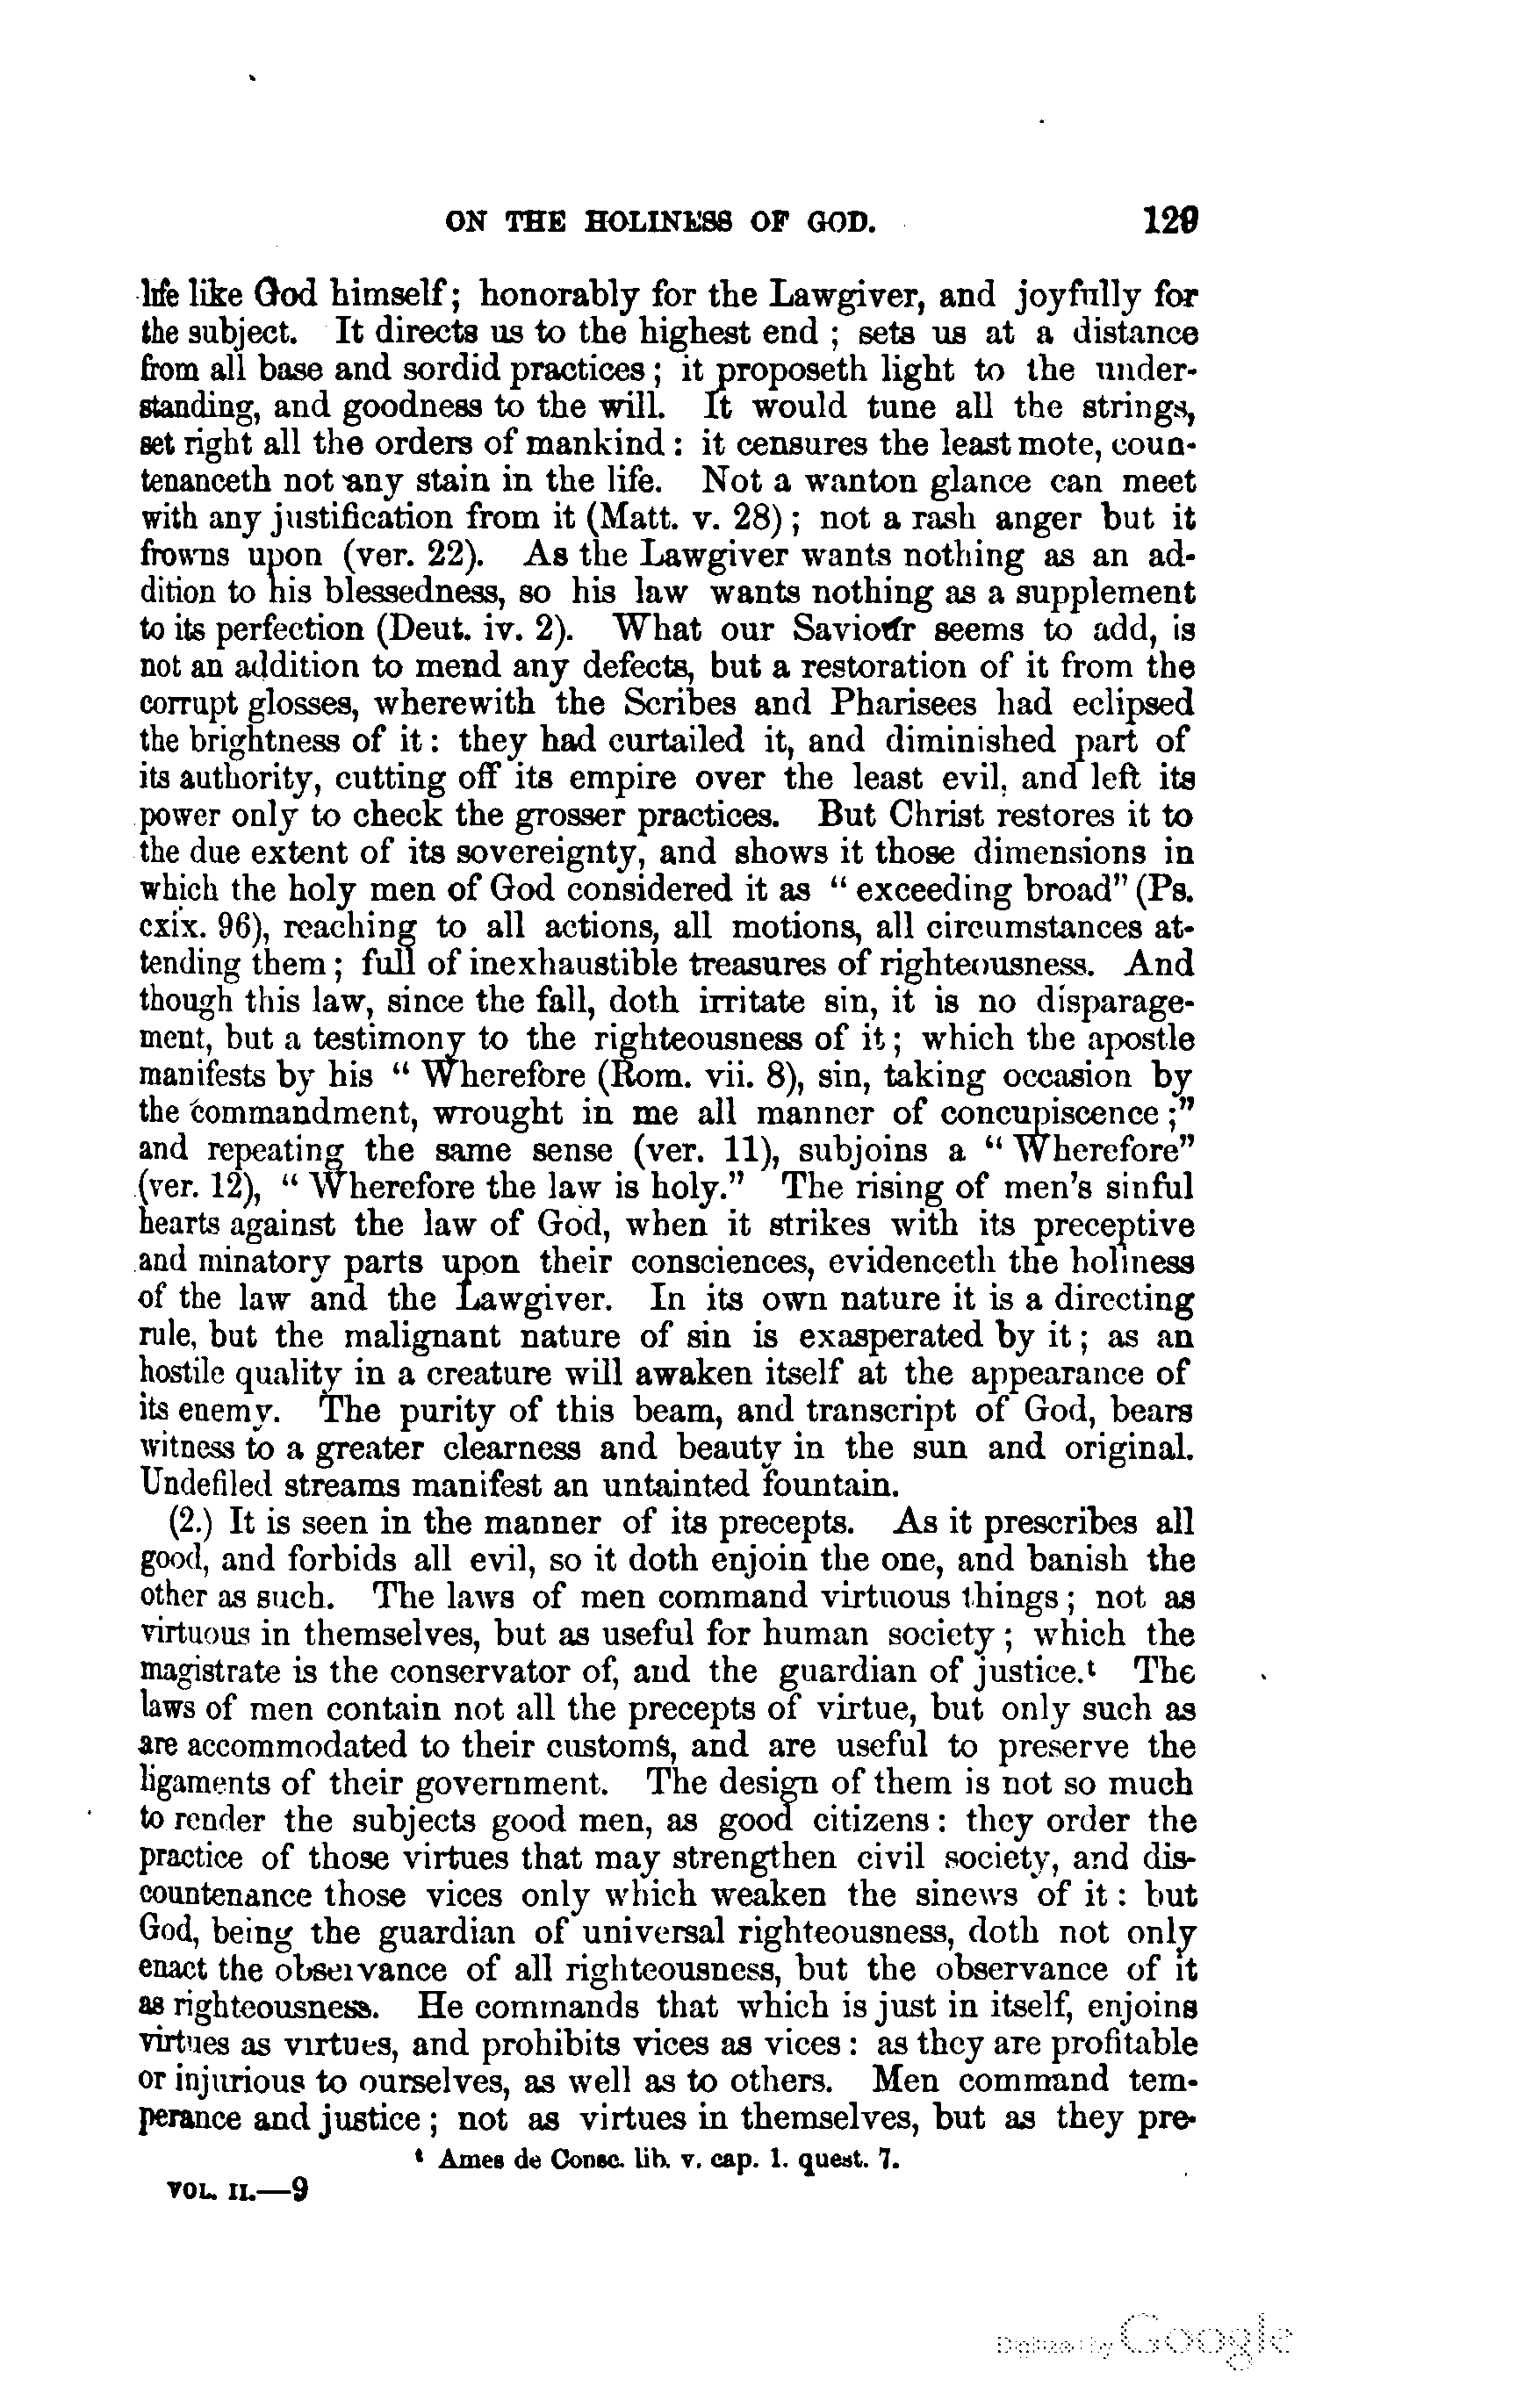 ON THE HOLINESS OF GOD. 129
life like God himself; honorably for the Lawgiver, and joyfully for
the subject. It directs us to the highest end ; sets us at a distance
from all base and sordid practices; it proposeth light to the under-
standing, and goodness to the will. It would tune all the strings,
set right all the orders of mankind: it censures the least mote, coun-
tenanceth not any stain in the life. Not a wanton glance can meet
with any justification from it (Matt. v. 28); not a rash anger but it
frowns upon (ver. 22). As the Lawgiver wants nothing as an ad-
dition to his blessedness, so his law wants nothing as a supplement
to its perfection (Deut. iv. 2). What our Saviour seems to add, is
not an addition to mend any defects, but a restoration of it from the
corrupt glosses, wherewith the Scribes and Pharisees had eclipsed
the brightness of it: they had curtailed it, and diminished part of
its authority, cutting off its empire over the least evil, and left its
power only to check the grosser practices. But Christ restores it to
the due extent of its sovereignty, and shows it those dimensions in
which the holy men of God considered it as “ exceeding broad” (Ps.
cxix. 96), reaching to all actions, all motions, all circumstances at-
tending them; full of inexhaustible treasures of righteousness. And
though this law, since the fall, doth irritate sin, it is no disparage-
ment, but a testimony to the righteousness of it; which the apostle
manifests by his “ Wherefore (Rom. vii. 8), sin, taking occasion by
the commandment, wrought in me all manner of concupiscence;”
and repeating the same sense (ver. 11), subjoins a “ Wherefore”
(ver. 12), “ Wherefore the law is holy.” The rising of men’s sinful
hearts against the law of God, when it strikes with its preceptive
and minatory parts upon their consciences, evidenceth the holiness
of the law and the Lawgiver. In its own nature it is a directing
rule, but the malignant nature of sin is exasperated by it; as an
hostile quality in a creature will awaken itself at the appearance of
its enemy. The purity of this beam, and transcript of God, bears
witness to a greater clearness and beauty in the sun and original.
Undefiled streams manifest an untainted fountain.
(2.) It is seen in the manner of its precepts. As it prescribes all
good, and forbids all evil, so it doth enjoin the one, and banish the
other as such. The laws of men command virtuous things; not as
virtuous in themselves, but as useful for human society; which the
magistrate is the conservator of, and the guardian of justice.t The
laws of men contain not all the precepts of virtue, but only such as
are accommodated to their customs, and are useful to preserve the
ligaments of their government. The design of them is not so much
to render the subjects good men, as good citizens: they order the
practice of those virtues that may strengthen civil society, and dis-
countenance those vices only which weaken the sinews of it: but
God, being the guardian of universal righteousness, doth not only
enact the observance of all righteousness, but the observance of it
as righteousness. He commands that which is just in itself, enjoins
virtues as virtues, and prohibits vices as vices: as they are profitable
or injurious to ourselves, as well as to others. Men command tem-
perance and justice; not as virtues in themselves, but as they pre-
t Ames de Consc. lib. v. cap. 1. quest. 7.
VOL. II.—9
Digitized by Google